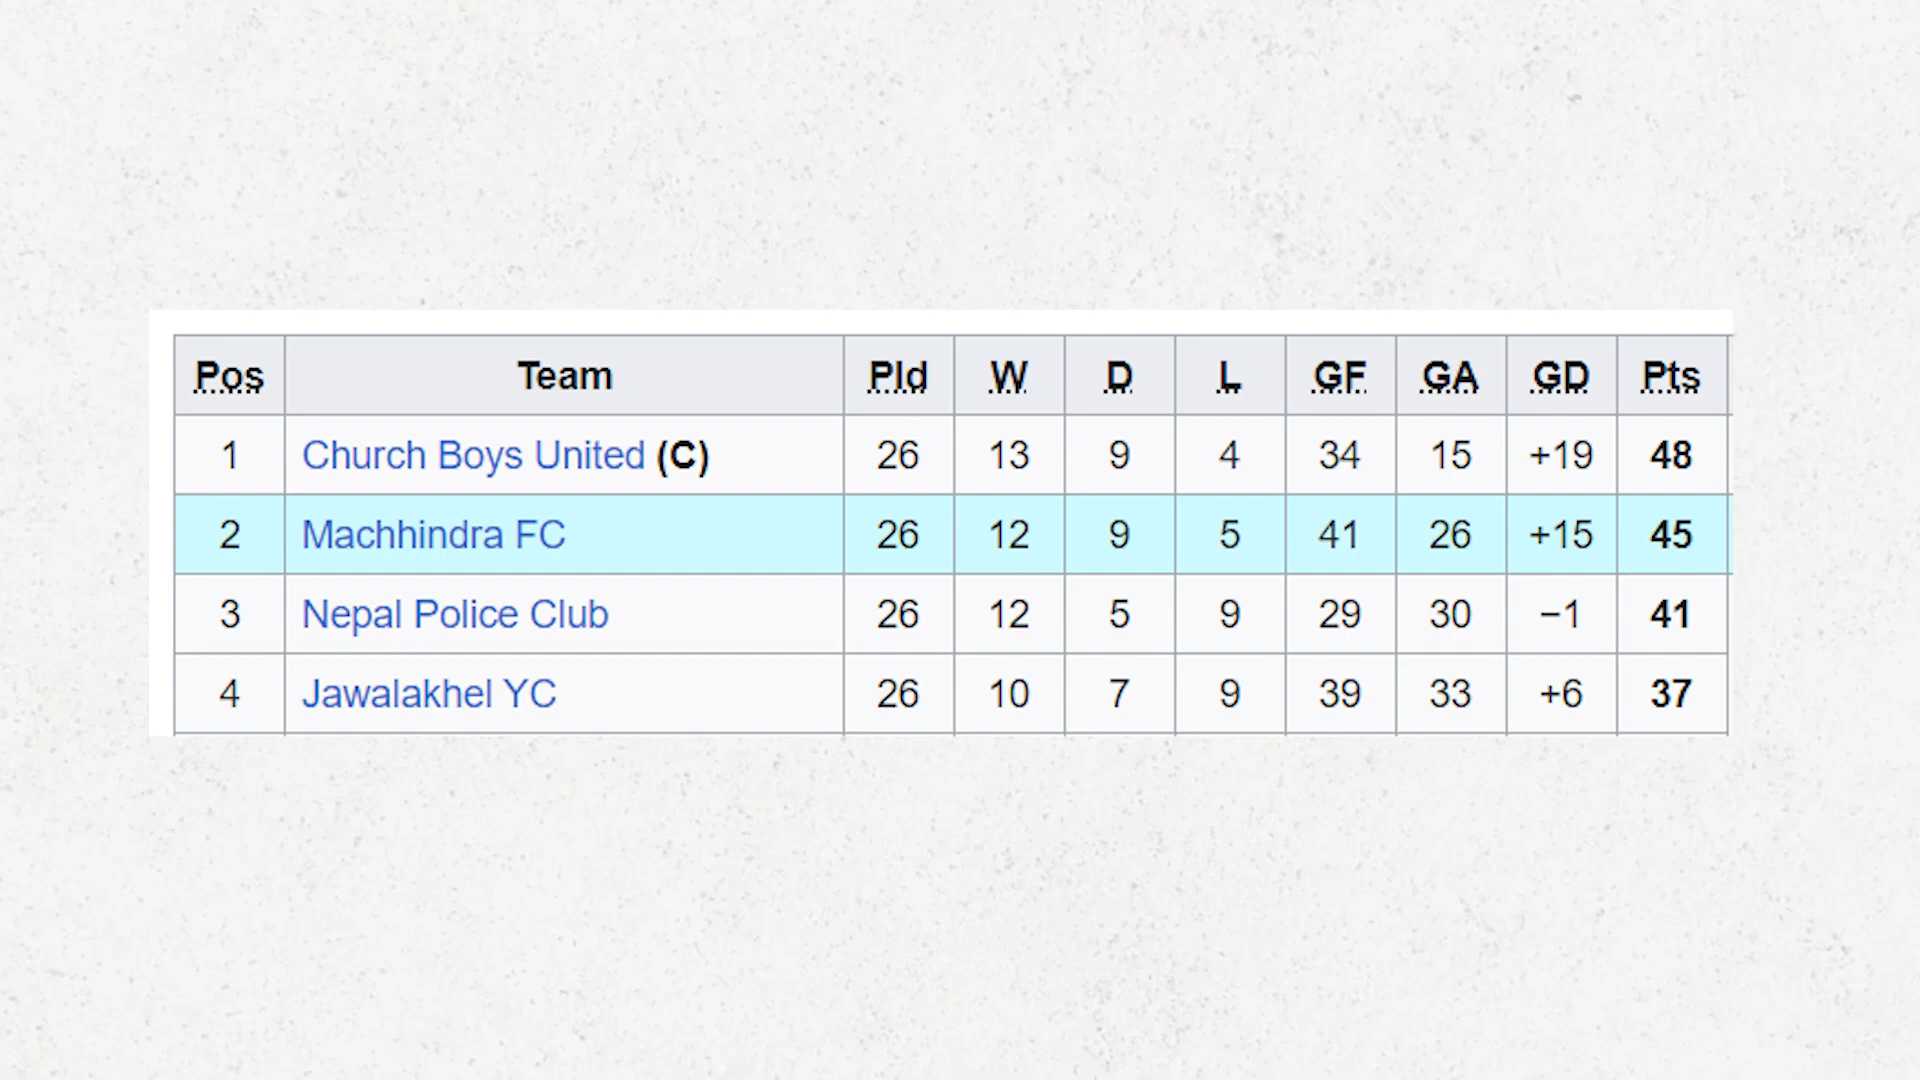 Pos Team Pld W D L GF GA GD Pts
1 Church Boys United (C) 26 13 9 4 34 15 +19 48
2 Machhindra FC 26 12 9 5 41 26 +15 45
3 Nepal Police Club 26 12 5 9 29 30 −1 41
4 Jawalakhel YC 26 10 7 9 39 33 +6 37